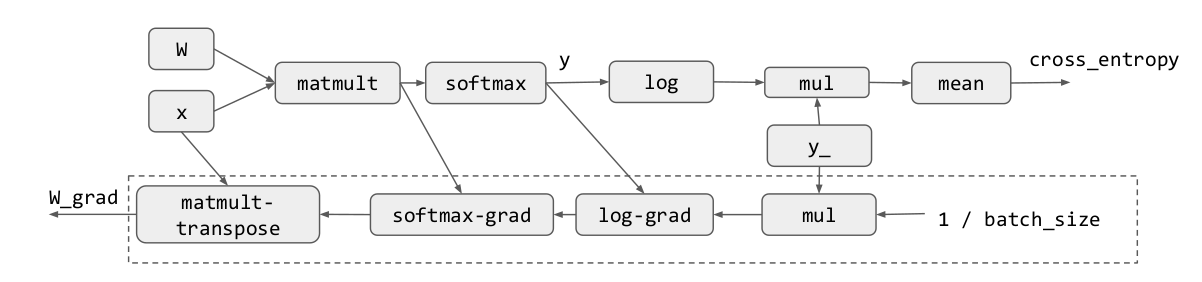 W
x
matmult
softmax
y
log
mul
mean
cross_entropy
y_
W_grad
matmult-
transpose
softmax-grad
log-grad
mul
1 / batch_size